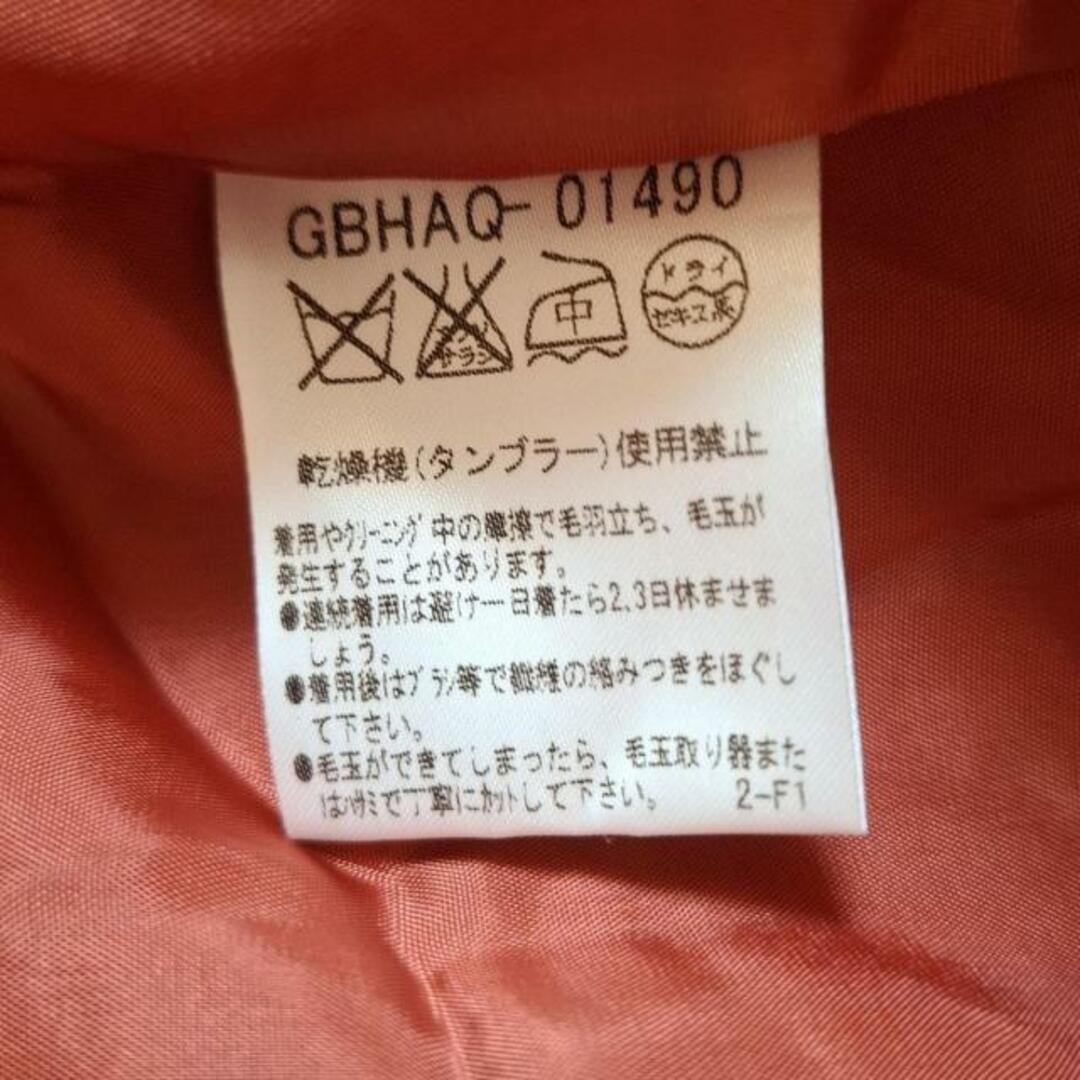 GBHAQ-01490
エンソ
サラシ
中
ドライ
セキユ系
乾燥機(タンブラー)使用禁止
着用やクリーニング中の摩擦で毛羽立ち、毛玉が
発生することがあります。
●連続着用は避け一日着たら2,3日休ませま
しょう。
●着用後はブラシ等で繊維の絡みつきをほぐし
て下さい。
●毛玉ができてしまったら、毛玉取り器また
はハサミで丁寧にカットして下さい。 2-F1